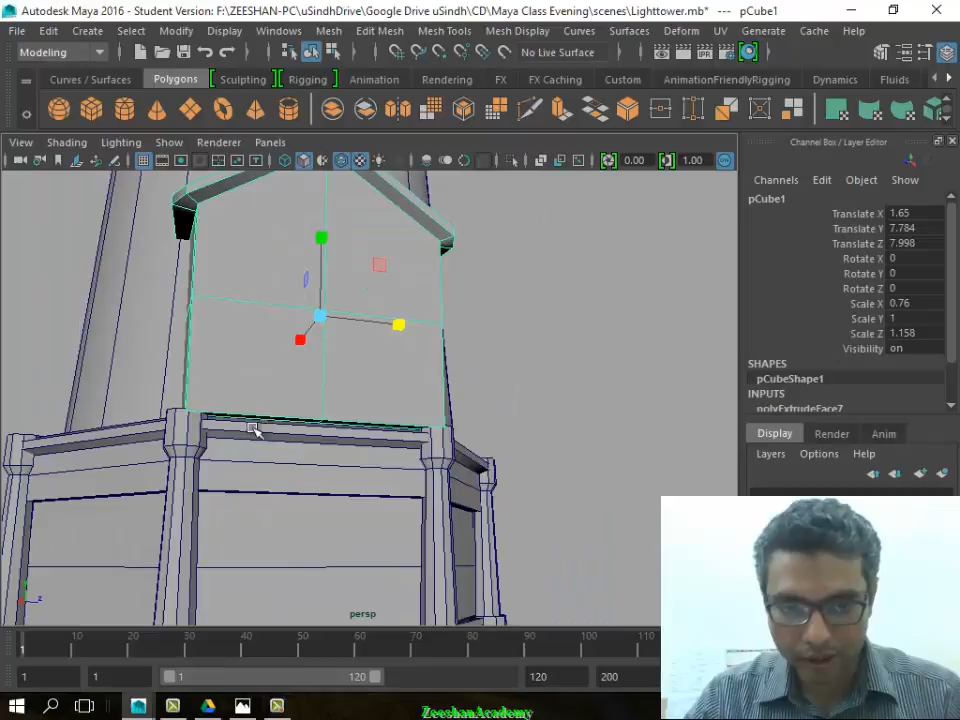 Autodesk Maya 2016 - Student Version: F:\ZEESHAN-PC\uSindhDrive\Google Drive uSindh\CD\Maya Class Evening\scenes\Lighttower.mb* --- pCube1
File Edit Create Select Modify Display Windows Mesh Edit Mesh Mesh Tools Mesh Display Curves Surfaces Deform UV Generate Cache Help
Modeling No Live Surface
Curves / Surfaces Polygons Sculpting Rigging Animation Rendering FX FX Caching Custom AnimationFriendlyRigging Dynamics Fluids
View Shading Lighting Show Renderer Panels
0.00 1.00
Channel Box / Layer Editor
Channels Edit Object Show
pCube1
Translate X 1.65
Translate Y 7.784
Translate Z 7.998
Rotate X 0
Rotate Y 0
Rotate Z 0
Scale X 0.76
Scale Y 1
Scale Z 1.158
Visibility on
SHAPES
pCubeShape1
INPUTS
polyExtrudeFace7
Display Render Anim
Layers Options Help
z
persp
10 20 30 40 50 60 70 80 90 100 110
1
1 1 1 120 120 200
ZeeshanAcademy